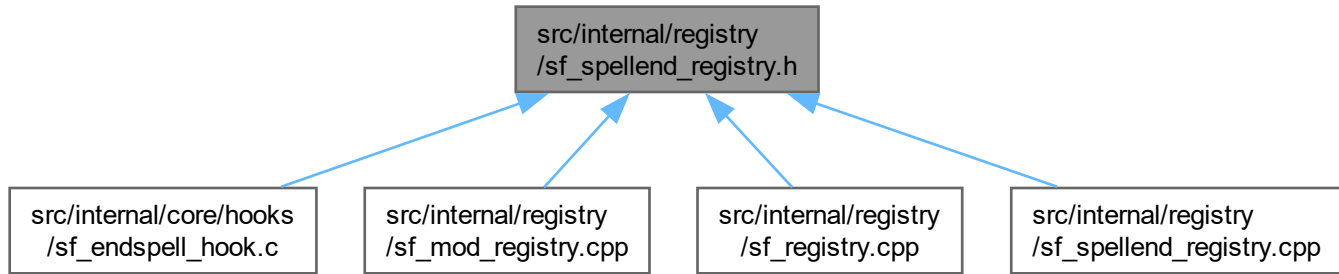 src/internal/registry
/sf_spellend_registry.h
src/internal/core/hooks
/sf_endspell_hook.c
src/internal/registry
/sf_mod_registry.cpp
src/internal/registry
/sf_registry.cpp
src/internal/registry
/sf_spellend_registry.cpp